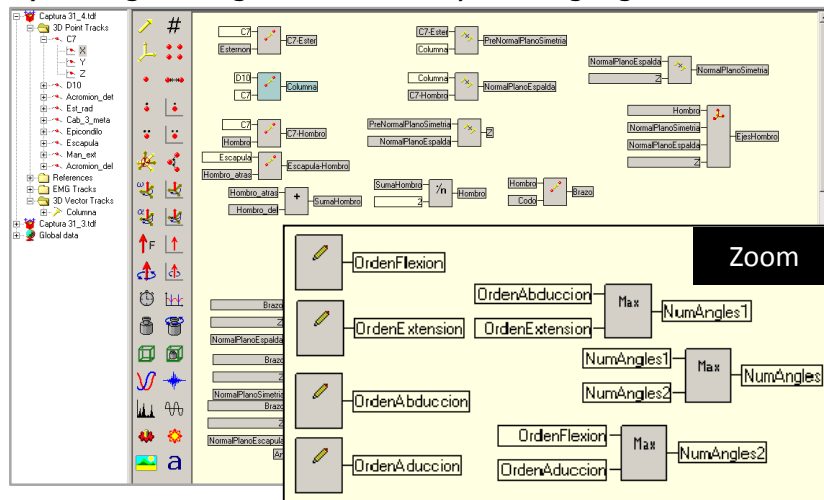 Captura 31_4.tdf
3D Point Tracks
C7
X
Y
Z
D10
Acromion_det
Est_rad
Cab_3_meta
Epicondilo
Escapula
Man_ext
Acromion_del
References
EMG Tracks
3D Vector Tracks
Columna
Captura 31_3.tdf
Global data
#
ω
α
F
a
C7
Esternon
C7-Ester
D10
C7
Columna
C7
Hombro
C7-Hombro
Escapula
Hombro_atras
Escapula-Hombro
Hombro_atras
Hombro_del
+
SumaHombro
C7-Ester
Columna
PreNormalPlanoSimetria
Columna
C7-Hombro
NormalPlanoEspalda
PreNormalPlanoSimetria
NormalPlanoEspalda
Z
SumaHombro
2
/n
Hombro
Hombro
Codo
Brazo
NormalPlanoEspalda
Z
NormalPlanoSimetria
Hombro
NormalPlanoSimetria
NormalPlanoEspalda
Z
EjesHombro
Brazo
Z
NormalPlanoEspalda
Brazo
Z
NormalPlanoSimetria
Brazo
Z
NormalPlanoEscapula
Zoom
OrdenFlexion
OrdenExtension
OrdenAbduccion
OrdenAduccion
OrdenAbduccion
OrdenExtension
Max
NumAngles1
NumAngles1
NumAngles2
Max
NumAngles
OrdenFlexion
OrdenAduccion
Max
NumAngles2